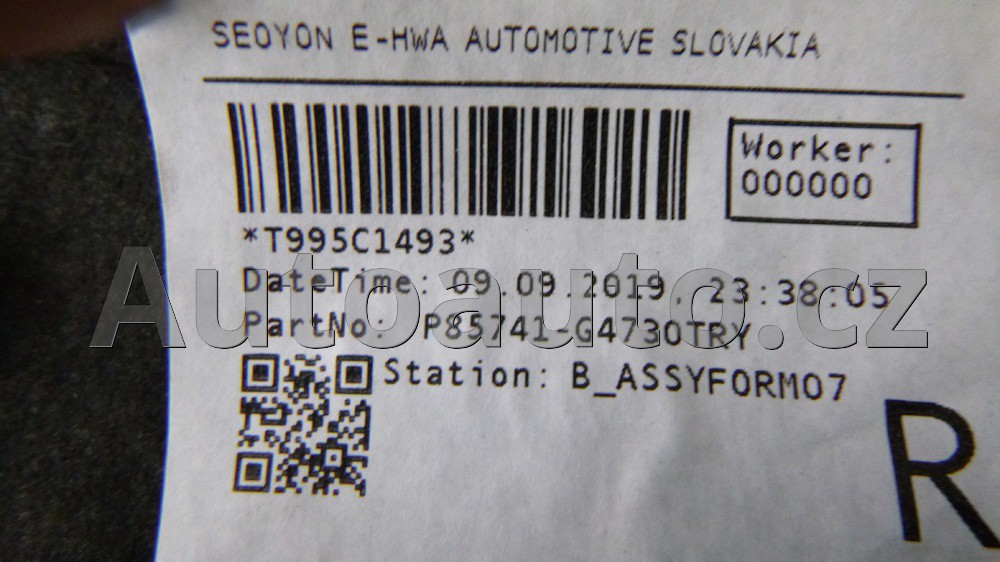 SEOYON E-HWA AUTOMOTIVE SLOVAKIA
Worker:
000000
*T995C1493*
DateTime: 09.09.2019. 23:38:05
PartNo: P85741-G4730TRY
Station: B_ASSYFORM07
R
Autoauto.cz